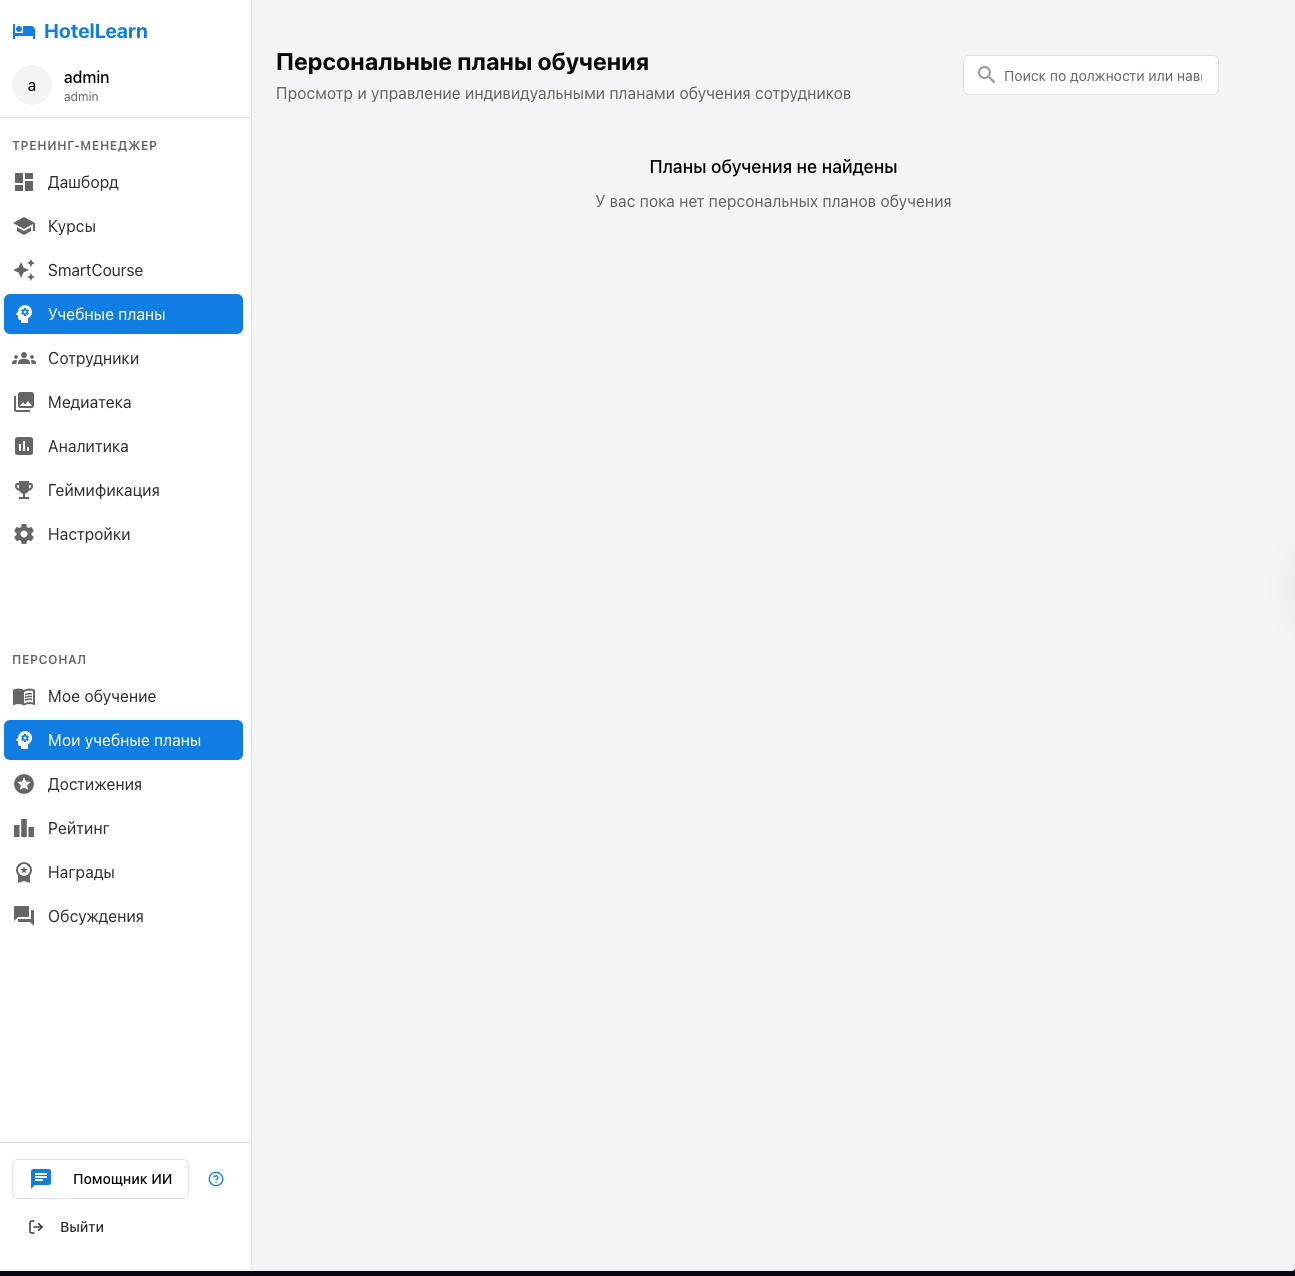 HotelLearn
a
admin
admin
ТРЕНИНГ-МЕНЕДЖЕР
Дашборд
Курсы
SmartCourse
Учебные планы
Сотрудники
Медиатека
Аналитика
Геймификация
Настройки
ПЕРСОНАЛ
Мое обучение
Мои учебные планы
Достижения
Рейтинг
Награды
Обсуждения
Помощник ИИ
Выйти
Персональные планы обучения
Просмотр и управление индивидуальными планами обучения сотрудников
Поиск по должности или
Планы обучения не найдены
У вас пока нет персональных планов обучения